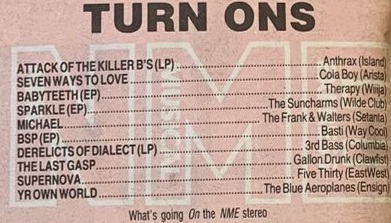 TURN ONS
ATTACK OF THE KILLER B'S (LP) Anthrax (Island)
SEVEN WAYS TO LOVE Cola Boy (Arista)
BABYTEETH (EP) Therapy (Wiiija)
SPARKLE (EP) The Suncharms (Wilde Club)
MICHAEL The Frank & Walters (Setanta)
BSP (EP) Basti (Way Cool)
DERELICTS OF DIALECT (LP) 3rd Bass (Columbia)
THE LAST GASP Gallon Drunk (Clawfist)
SUPERNOVA Five Thirty (EastWest)
YR OWN WORLD The Blue Aeroplanes (Ensign)
What's going On the NME stereo